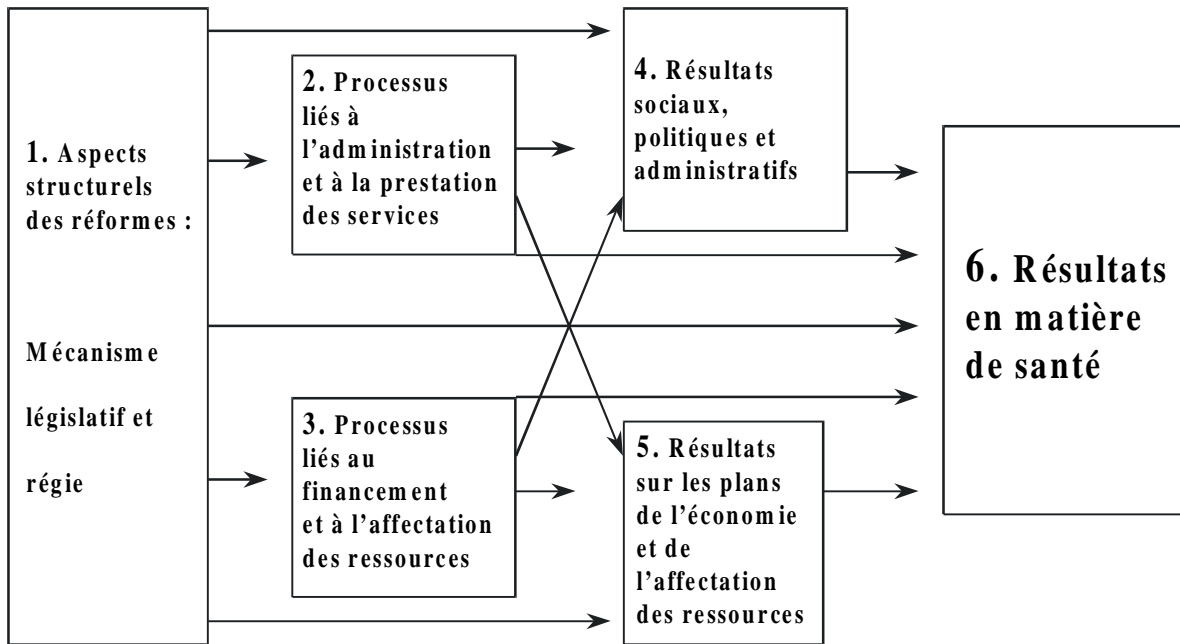 1. Aspects
structurels
des réformes :
Mécanisme
législatif et
régie
2. Processus
liés à
l’administration
et à la prestation
des services
3. Processus
liés au
financement
et à l’affectation
des ressources
4. Résultats
sociaux,
politiques et
administratifs
5. Résultats
sur les plans
de l’économie
et de
l’affectation
des ressources
6. Résultats
en matière
de santé